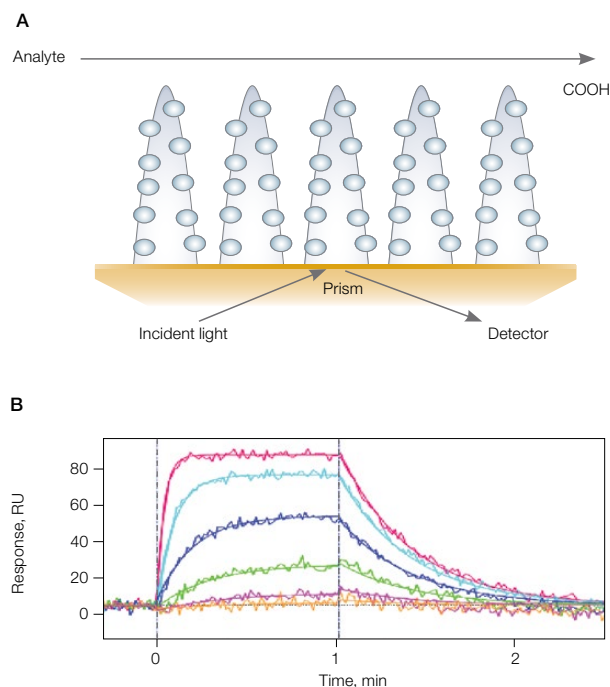 A
Analyte
COOH
Prism
Incident light
Detector
B
Response, RU
80
60
40
20
0
0
1
2
Time, min